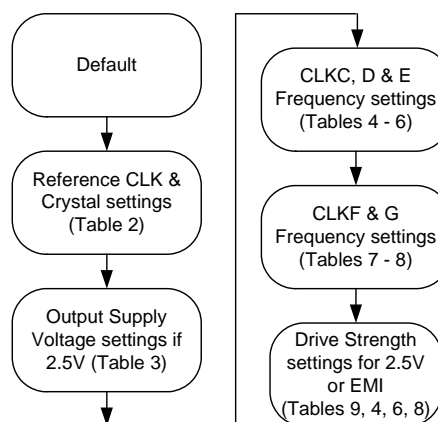 Default
Reference CLK &
Crystal settings
(Table 2)
Output Supply
Voltage settings if
2.5V (Table 3)
CLKC, D & E
Frequency settings
(Tables 4 - 6)
CLKF & G
Frequency settings
(Tables 7 - 8)
Drive Strength
settings for 2.5V
or EMI
(Tables 9, 4, 6, 8)